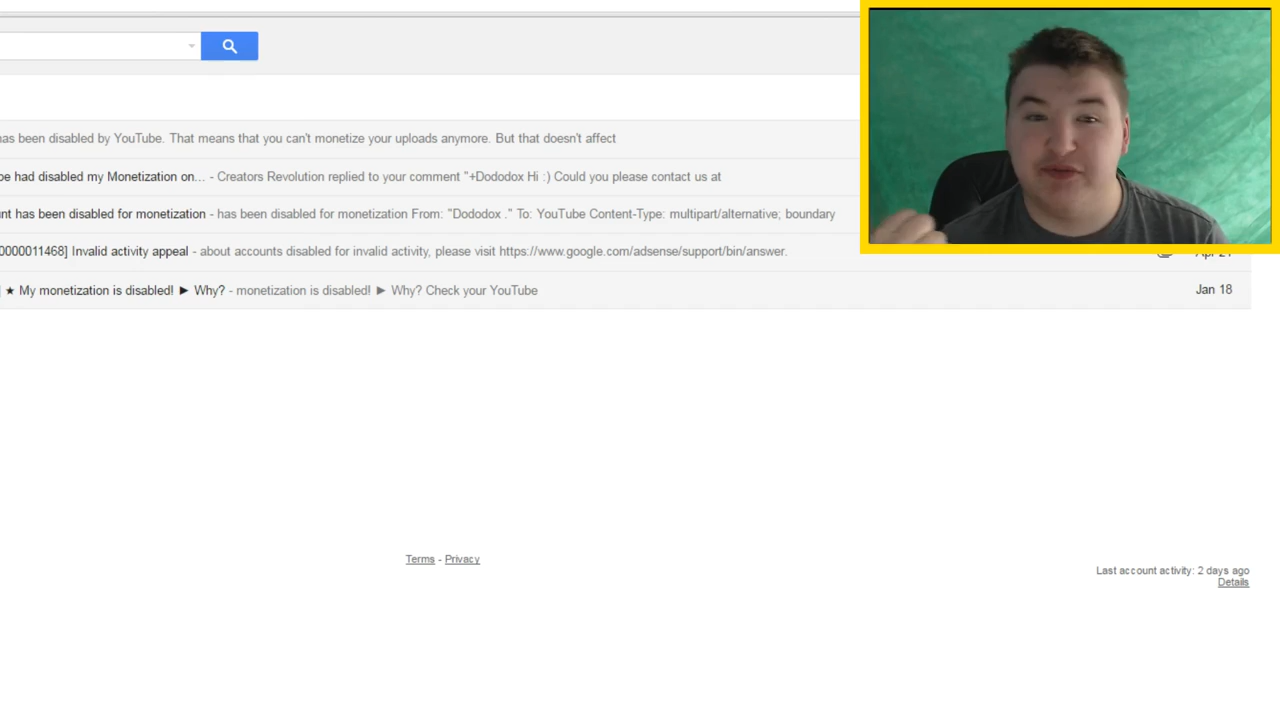 has been disabled by YouTube. That means that you can't monetize your uploads anymore. But that doesn't affect
be had disabled my Monetization on... - Creators Revolution replied to your comment "+Dododox Hi :) Could you please contact us at
nt has been disabled for monetization - has been disabled for monetization From: "Dododox ." To: YouTube Content-Type: multipart/alternative; boundary
0000011468] Invalid activity appeal - about accounts disabled for invalid activity, please visit https://www.google.com/adsense/support/bin/answer. Apr 21
] ★ My monetization is disabled! ► Why? - monetization is disabled! ► Why? Check your YouTube Jan 18
Terms - Privacy
Last account activity: 2 days ago
Details